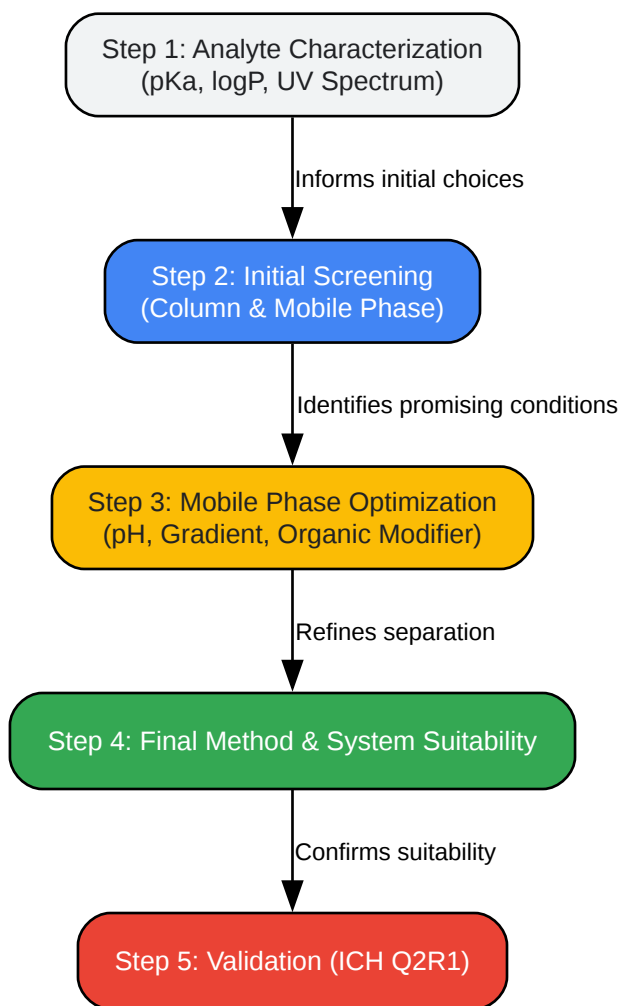 Step 1: Analyte Characterization
(pKa, logP, UV Spectrum)
Informs initial choices
Step 2: Initial Screening
(Column & Mobile Phase)
Identifies promising conditions
Step 3: Mobile Phase Optimization
(pH, Gradient, Organic Modifier)
Refines separation
Step 4: Final Method & System Suitability
Confirms suitability
Step 5: Validation (ICH Q2R1)